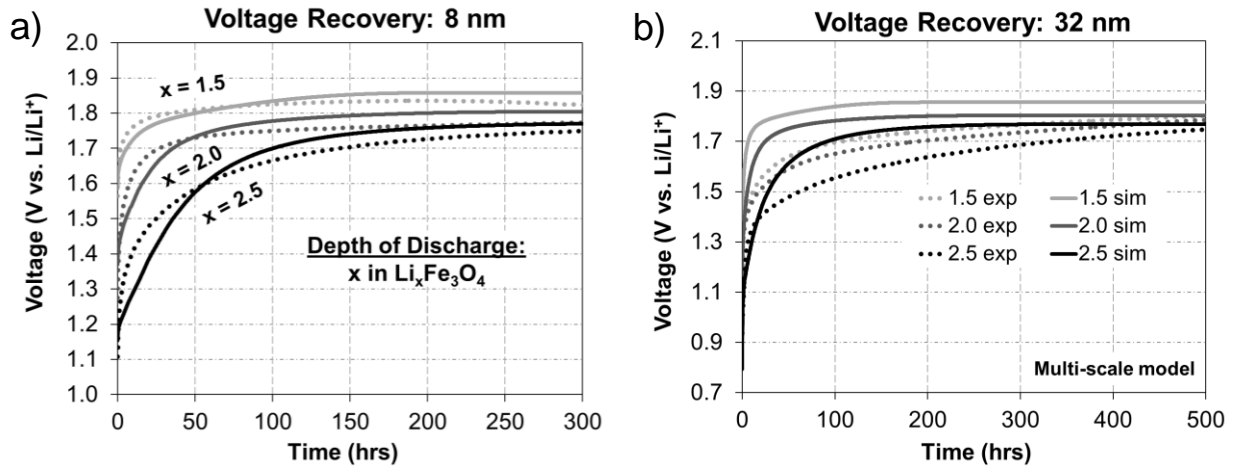 a)
Voltage Recovery: 8 nm
Voltage (V vs. Li/Li⁺)
2.0
1.9
1.8
1.7
1.6
1.5
1.4
1.3
1.2
1.1
1.0
x = 1.5
x = 2.0
x = 2.5
Depth of Discharge:
x in LiₓFe₃O₄
0 50 100 150 200 250 300
Time (hrs)
b)
Voltage Recovery: 32 nm
Voltage (V vs. Li/Li⁺)
2.1
1.9
1.7
1.5
1.3
1.1
0.9
0.7
1.5 exp 1.5 sim
2.0 exp 2.0 sim
2.5 exp 2.5 sim
Multi-scale model
0 100 200 300 400 500
Time (hrs)